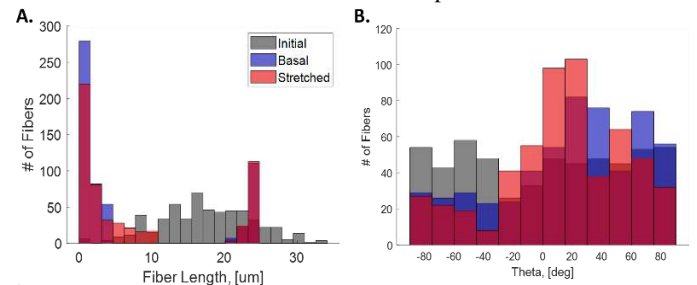 A.
300
250
200
150
100
50
0
# of Fibers
0 10 20 30
Fiber Length, [um]
Initial
Basal
Stretched
B.
120
100
80
60
40
20
0
# of Fibers
-80 -60 -40 -20 0 20 40 60 80
Theta, [deg]